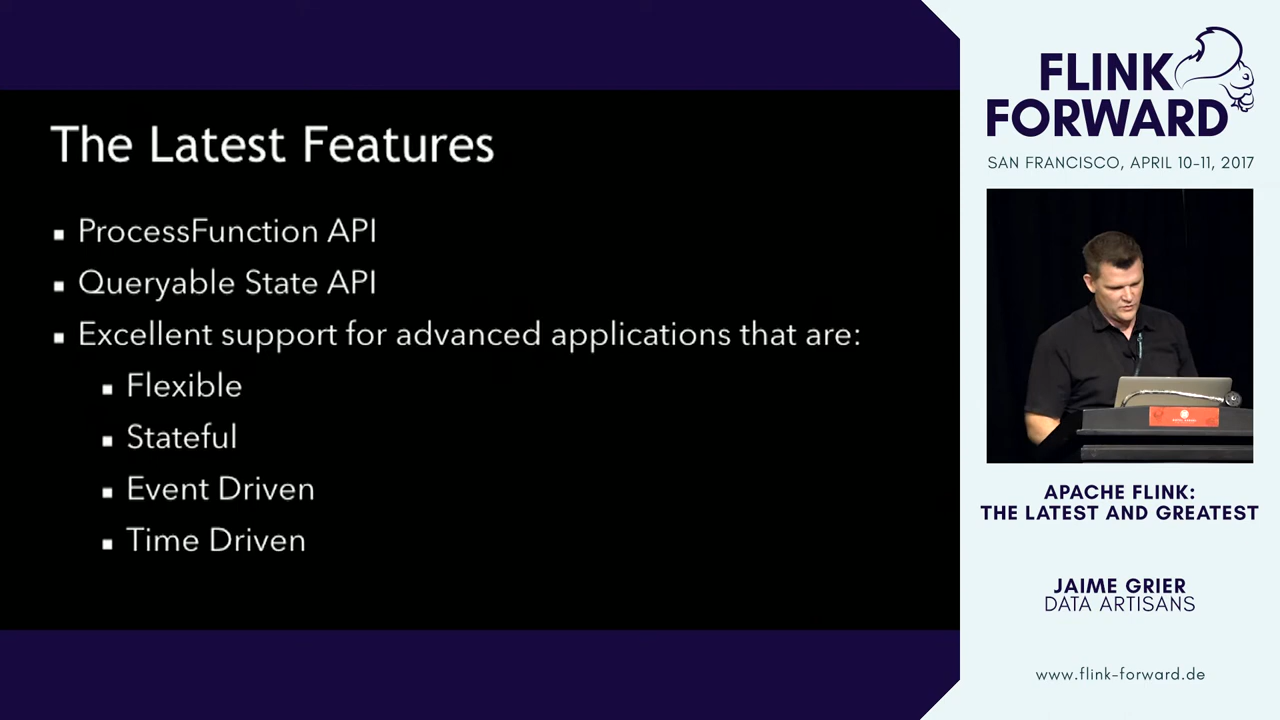 The Latest Features
▪ ProcessFunction API
▪ Queryable State API
▪ Excellent support for advanced applications that are:
▪ Flexible
▪ Stateful
▪ Event Driven
▪ Time Driven
FLINK
FORWARD
SAN FRANCISCO, APRIL 10-11, 2017
APACHE FLINK:
THE LATEST AND GREATEST
JAIME GRIER
DATA ARTISANS
www.flink-forward.de